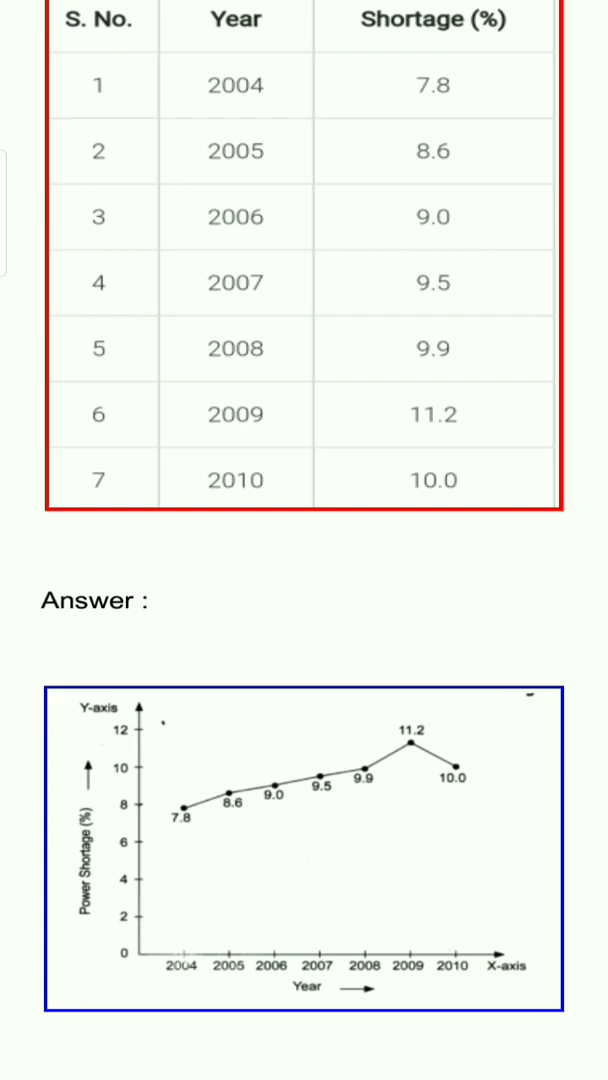 S. No. Year Shortage (%)
1 2004 7.8
2 2005 8.6
3 2006 9.0
4 2007 9.5
5 2008 9.9
6 2009 11.2
7 2010 10.0
Answer :
Y-axis
12
10
8
6
4
2
0
Power Shortage (%)
7.8
8.6
9.0
9.5
9.9
11.2
10.0
2004 2005 2006 2007 2008 2009 2010 X-axis
Year